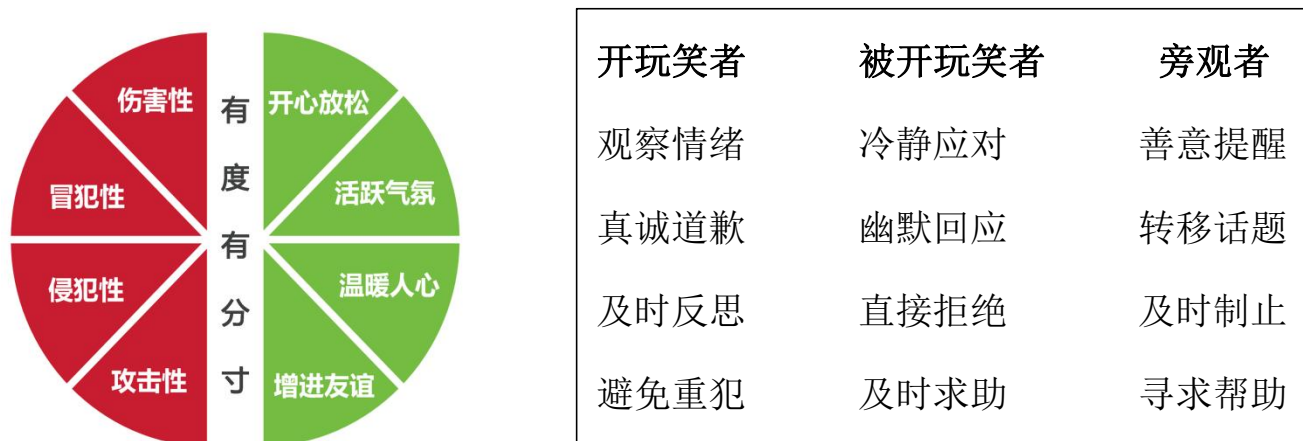 伤害性
冒犯性
侵犯性
攻击性
有度有分寸
开心放松
活跃气氛
温暖人心
增进友谊
开玩笑者 被开玩笑者 旁观者
观察情绪 冷静应对 善意提醒
真诚道歉 幽默回应 转移话题
及时反思 直接拒绝 及时制止
避免重犯 及时求助 寻求帮助